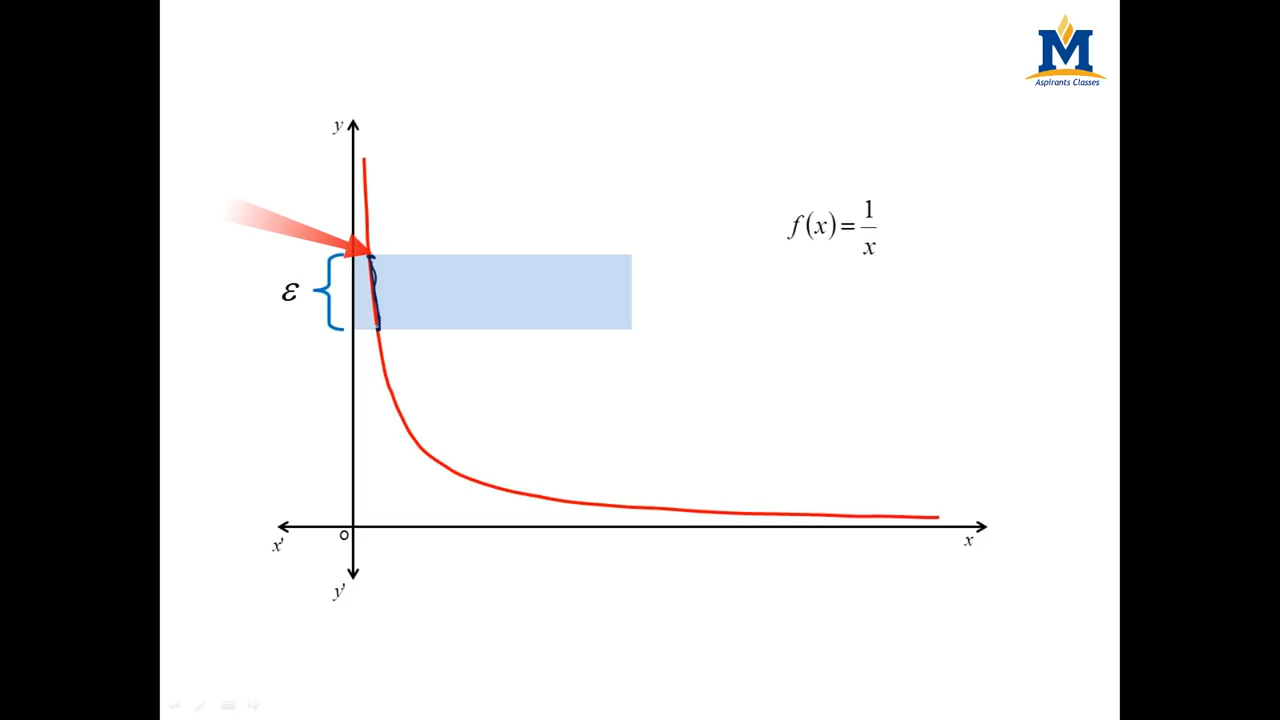 M
Aspirants Classes
y
f(x) = 1/x
ε
O
x'
x
y'